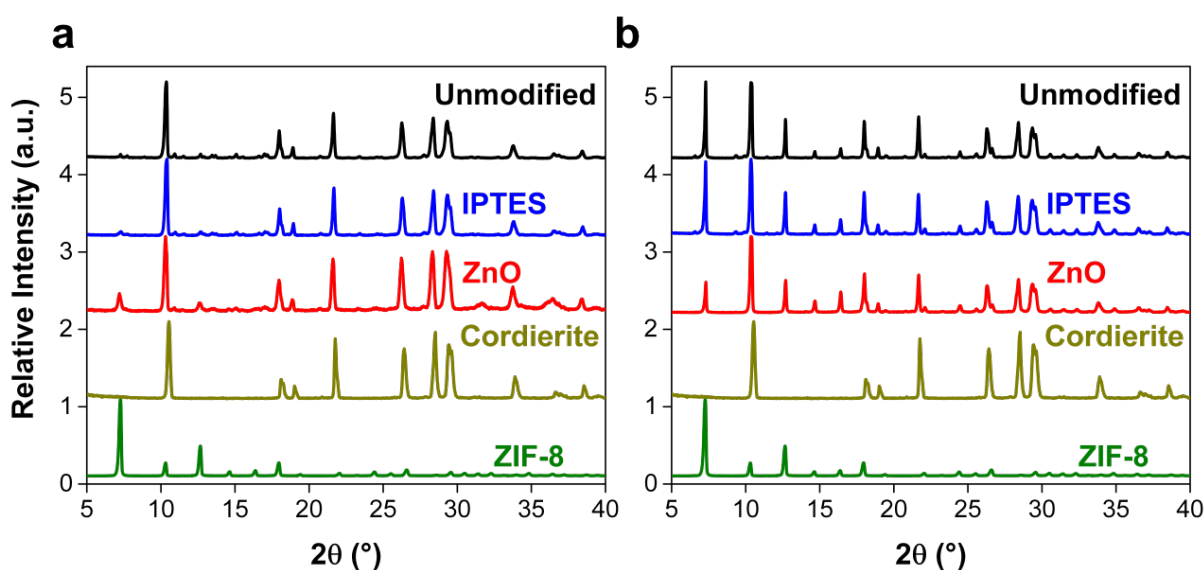 a
b
Relative Intensity (a.u.)
5
4
3
2
1
0
Unmodified
IPTES
ZnO
Cordierite
ZIF-8
5 10 15 20 25 30 35 40
2θ (°)
5
4
3
2
1
0
Unmodified
IPTES
ZnO
Cordierite
ZIF-8
5 10 15 20 25 30 35 40
2θ (°)